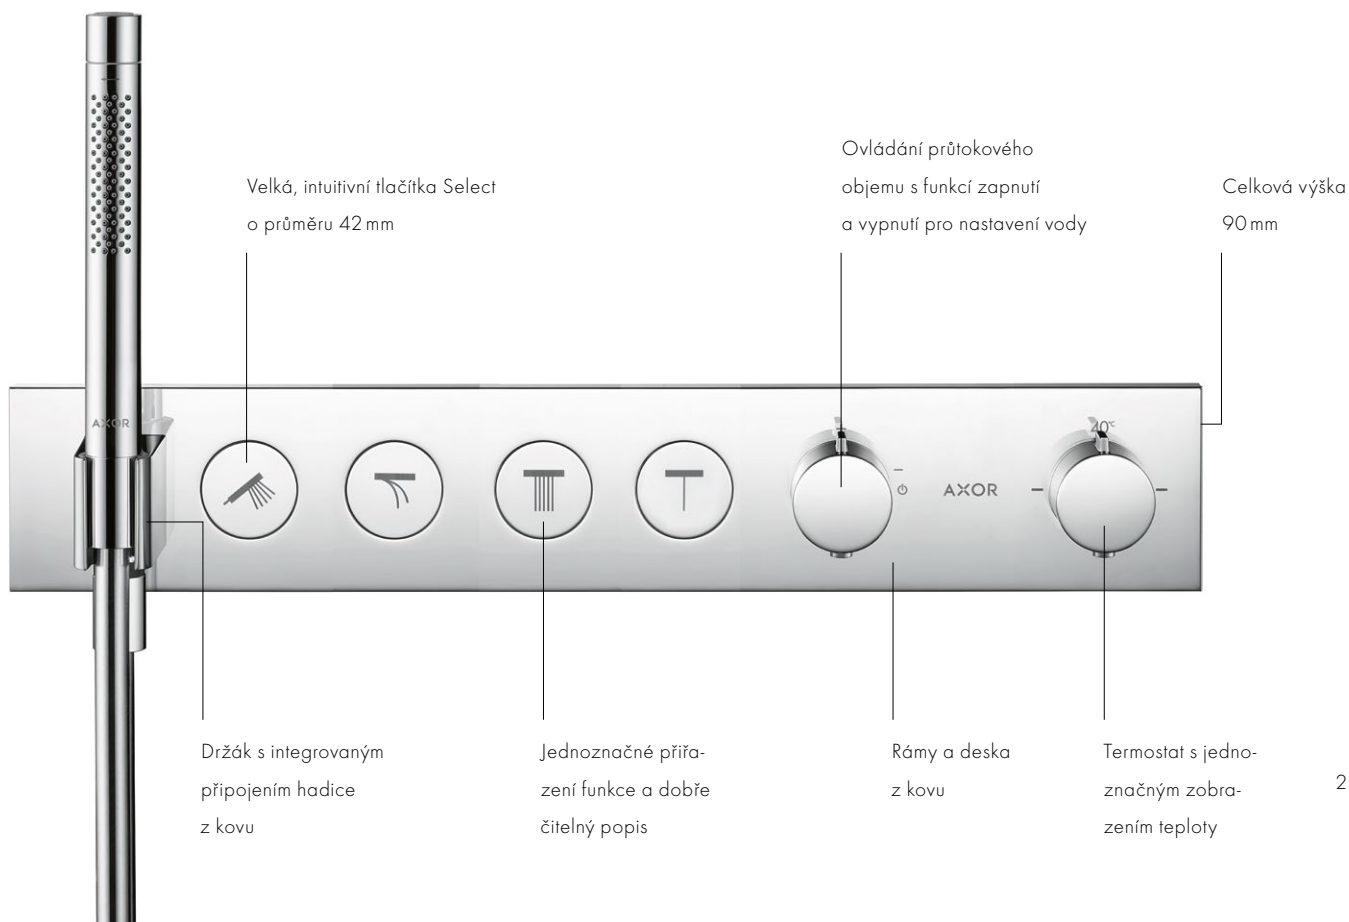 Velká, intuitivní tlačítka Select
o průměru 42 mm
Ovládání průtokového
objemu s funkcí zapnutí
a vypnutí pro nastavení vody
Celková výška
90 mm
AXOR
40°C
AXOR
Držák s integrovaným
připojením hadice
z kovu
Jednoznačné přiřa-
zení funkce a dobře
čitelný popis
Rámy a deska
z kovu
Termostat s jedno-
značným zobra-
zením teploty
2